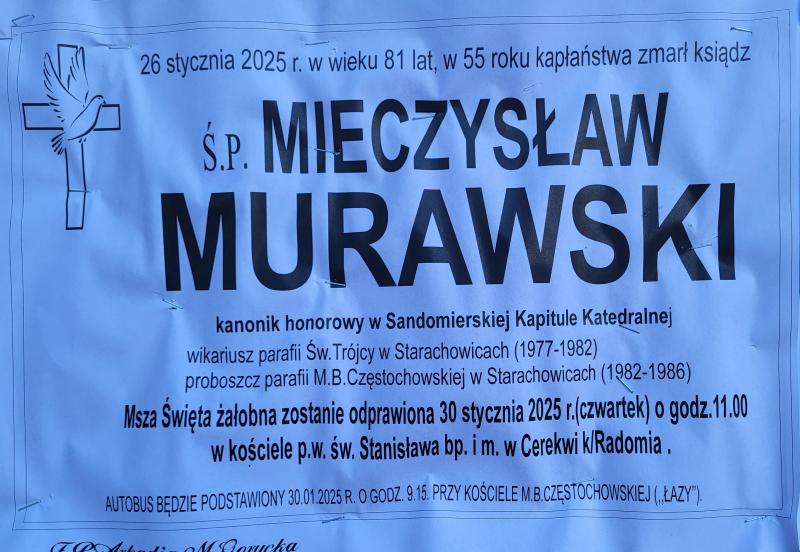 26 stycznia 2025 r. w wieku 81 lat, w 55 roku kapłaństwa zmarł ksiądz
Ś.P. MIECZYSŁAW
MURAWSKI
kanonik honorowy w Sandomierskiej Kapitule Katedralnej
wikariusz parafii Św.Trójcy w Starachowicach (1977-1982)
proboszcz parafii M.B.Częstochowskiej w Starachowicach (1982-1986)
Msza Święta żałobna zostanie odprawiona 30 stycznia 2025 r.(czwartek) o godz.11.00
w kościele p.w. św. Stanisława bp. i m. w Cerekwi k/Radomia .
AUTOBUS BĘDZIE PODSTAWIONY 30.01.2025 R. O GODZ. 9.15. PRZY KOŚCIELE M.B.CZĘSTOCHOWSKIEJ (,,ŁAZY").